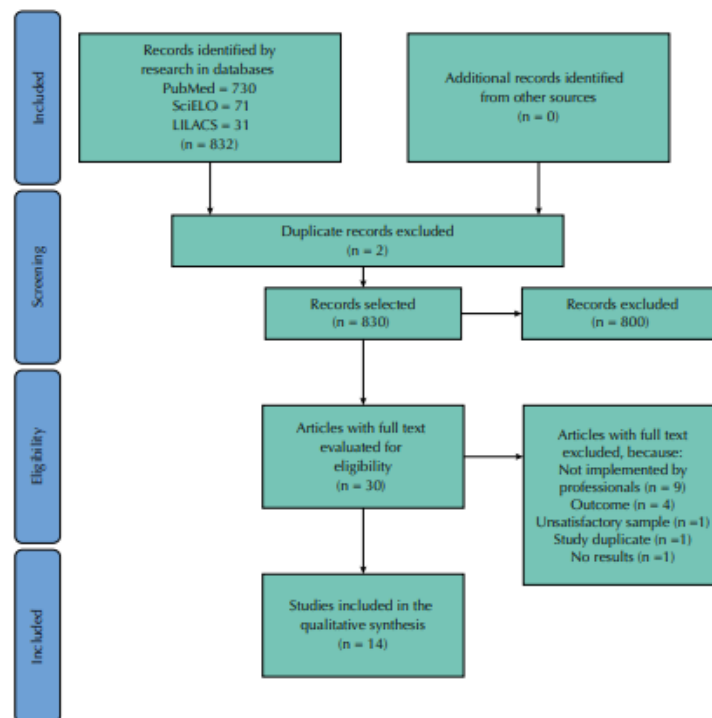 Included
Records identified by
research in databases
PubMed = 730
SciELO = 71
LILACS = 31
(n = 832)
Additional records identified
from other sources
(n = 0)
Screening
Duplicate records excluded
(n = 2)
Records selected
(n = 830)
Records excluded
(n = 800)
Eligibility
Articles with full text
evaluated for
eligibility
(n = 30)
Articles with full text
excluded, because:
Not implemented by
professionals (n = 9)
Outcome (n = 4)
Unsatisfactory sample (n =1)
Study duplicate (n =1)
No results (n =1)
Included
Studies included in the
qualitative synthesis
(n = 14)